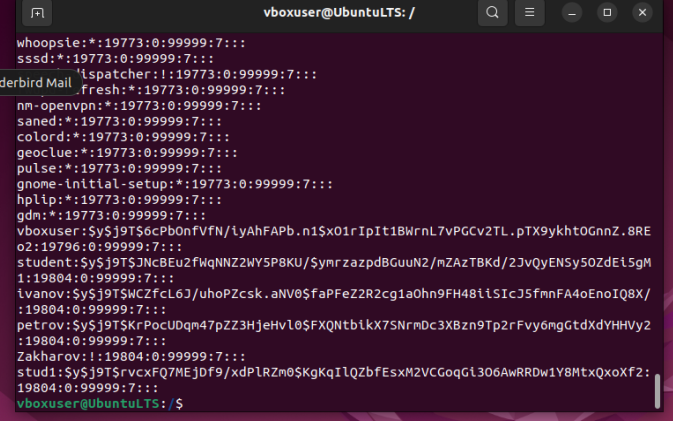 vboxuser@UbuntuLTS: /
whoopsie:*:19773:0:99999:7:::
sssd:*:19773:0:99999:7:::
dispatcher:!:19773:0:99999:7:::
derbird Mail
fresh:*:19773:0:99999:7:::
nm-openvpn:*:19773:0:99999:7:::
saned:*:19773:0:99999:7:::
colord:*:19773:0:99999:7:::
geoclue:*:19773:0:99999:7:::
pulse:*:19773:0:99999:7:::
gnome-initial-setup:*:19773:0:99999:7:::
hplip:*:19773:0:99999:7:::
gdm:*:19773:0:99999:7:::
vboxuser:$y$j9T$6cPbOnfVfN/iyAhFAPb.n1$xO1rIpIt1BWrnL7vPGCv2TL.pTX9ykhtOGnnZ.8RE
o2:19796:0:99999:7:::
student:$y$j9T$JNcBEu2fWqNNZ2WY5P8KU/$ymrzazpdBGuuN2/mZAzTBKd/2JvQyENSy5OZdEi5gM
1:19804:0:99999:7:::
ivanov:$y$j9T$WCZfcL6J/uhoPZcsk.aNV0$faPFeZ2R2cg1aOhn9FH48iiSIcJ5fmnFA4oEnoIQ8X/
:19804:0:99999:7:::
petrov:$y$j9T$KrPocUDqm47pZZ3HjeHvl0$FXQNtbikX7SNrmDc3XBzn9Tp2rFvy6mgGtdXdYHHVy2
:19804:0:99999:7:::
Zakharov:!:19804:0:99999:7:::
stud1:$y$j9T$rvcxFQ7MEjDf9/xdPlRZm0$KgKqIlQZbfEsxM2VCGoqGi3O6AwRRDw1Y8MtxQxoXf2:
19804:0:99999:7:::
vboxuser@UbuntuLTS:/$